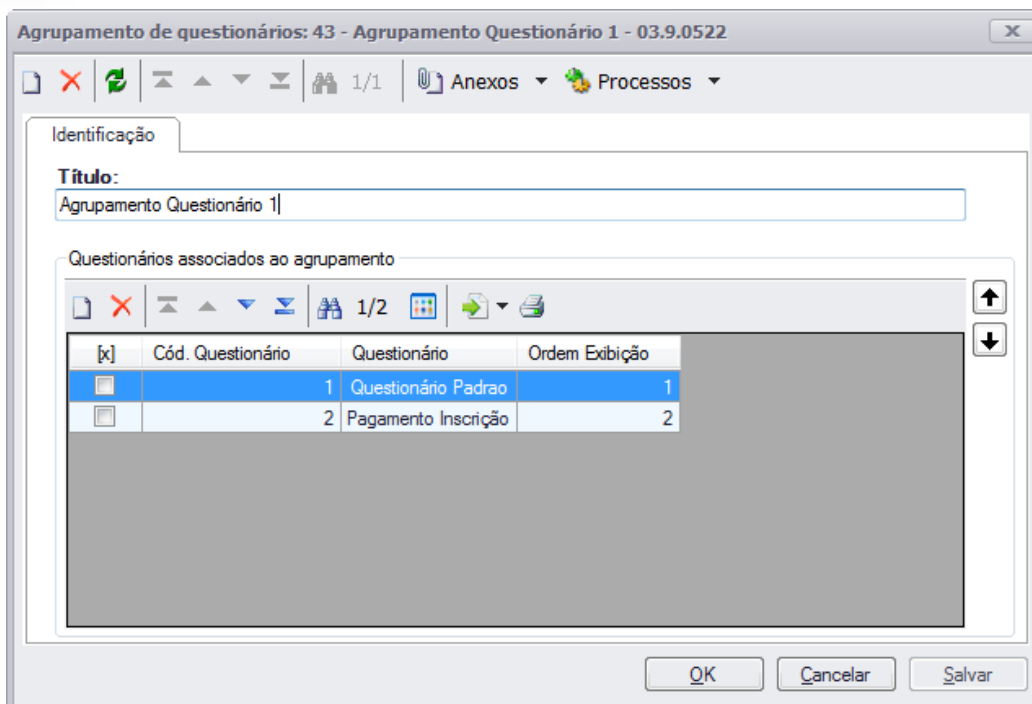 Agrupamento de questionários: 43 - Agrupamento Questionário 1 - 03.9.0522
x
1/1 Anexos Processos
Identificação
Título:
Agrupamento Questionário 1
Questionários associados ao agrupamento
1/2
[x] Cód. Questionário Questionário Ordem Exibição
1 Questionário Padrao 1
2 Pagamento Inscrição 2
OK Cancelar Salvar